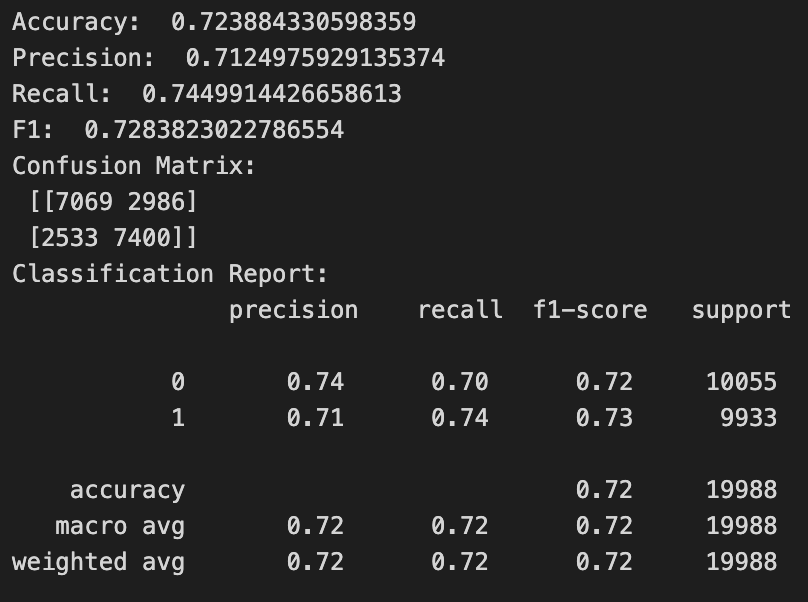 Accuracy:  0.723884330598359
Precision:  0.7124975929135374
Recall:  0.7449914426658613
F1:  0.7283823022786554
Confusion Matrix:
 [[7069 2986]
 [2533 7400]]
Classification Report:
               precision    recall  f1-score   support

           0       0.74      0.70      0.72     10055
           1       0.71      0.74      0.73      9933

    accuracy                           0.72     19988
   macro avg       0.72      0.72      0.72     19988
weighted avg       0.72      0.72      0.72     19988